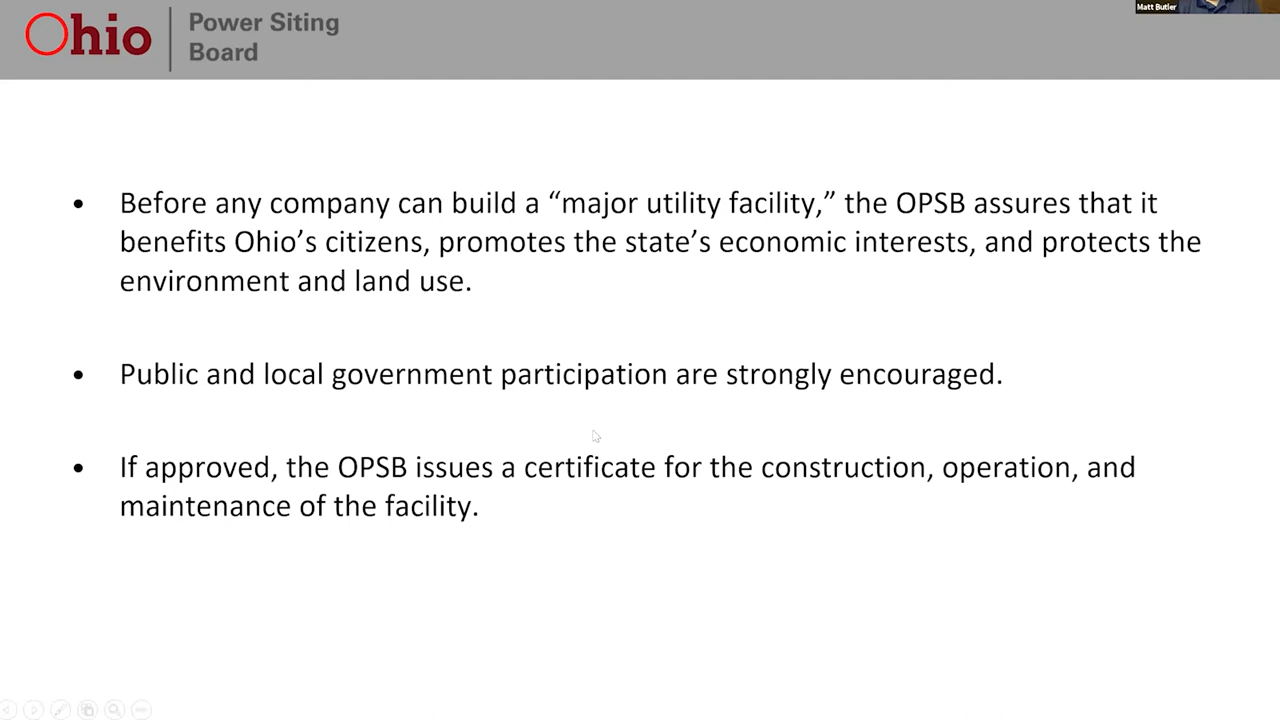 Matt Butler
Ohio
Power Siting
Board
• Before any company can build a “major utility facility,” the OPSB assures that it
benefits Ohio’s citizens, promotes the state’s economic interests, and protects the
environment and land use.
• Public and local government participation are strongly encouraged.
• If approved, the OPSB issues a certificate for the construction, operation, and
maintenance of the facility.